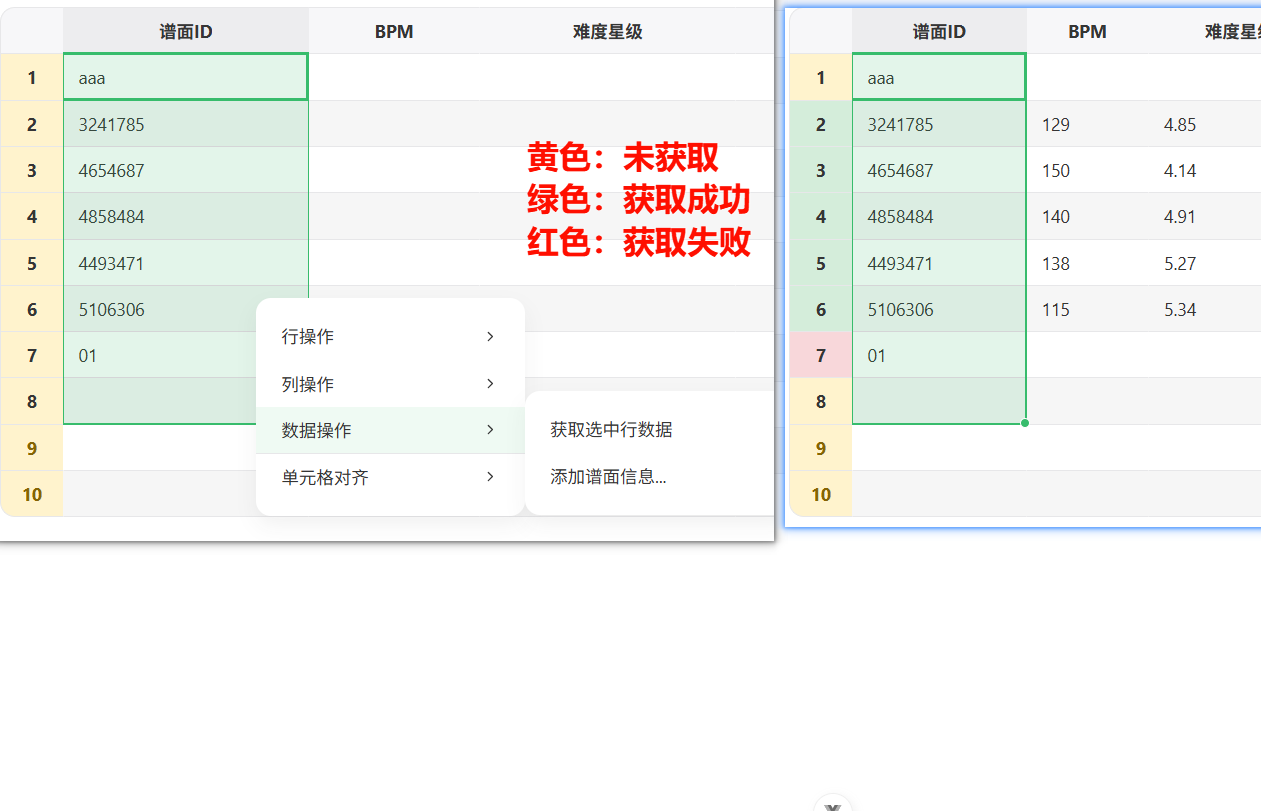 谱面ID BPM 难度星级
1 aaa
2 3241785
3 4654687
4 4858484
5 4493471
6 5106306
7 01
8
9
10
黄色：未获取
绿色：获取成功
红色：获取失败
行操作
列操作
数据操作
单元格对齐
获取选中行数据
添加谱面信息...
谱面ID BPM 难度星级
1 aaa
2 3241785 129 4.85
3 4654687 150 4.14
4 4858484 140 4.91
5 4493471 138 5.27
6 5106306 115 5.34
7 01
8
9
10